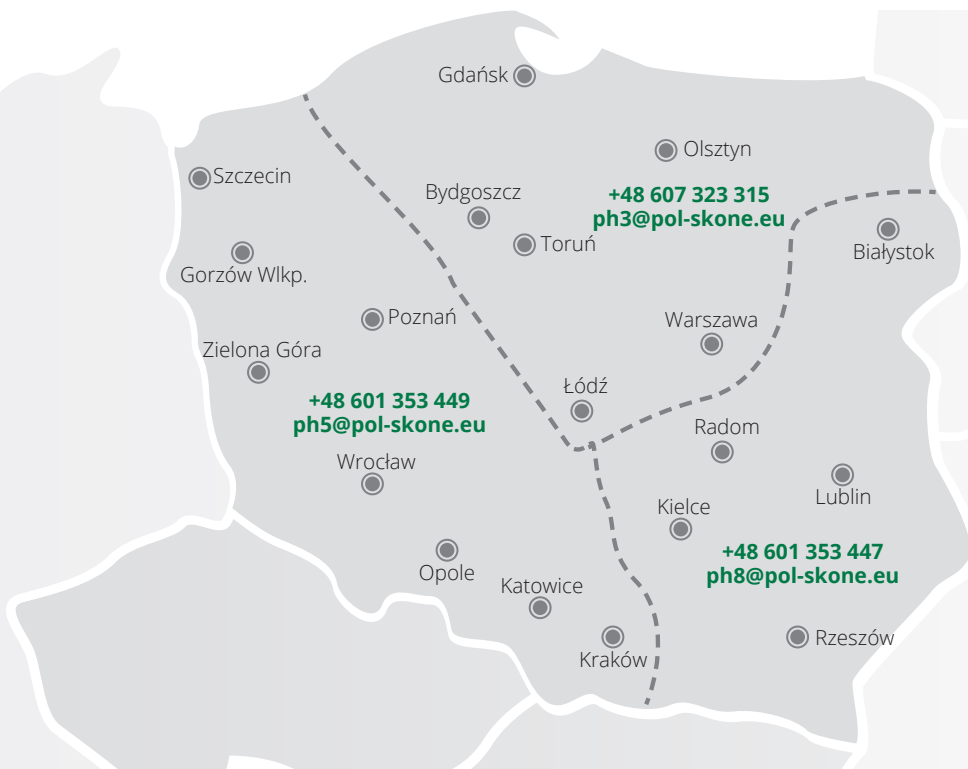 Gdańsk
Olsztyn
Szczecin
Bydgoszcz
+48 607 323 315
ph3@pol-skone.eu
Toruń
Białystok
Gorzów Wlkp.
Poznań
Warszawa
Zielona Góra
Łódź
+48 601 353 449
ph5@pol-skone.eu
Radom
Wrocław
Lublin
Kielce
+48 601 353 447
ph8@pol-skone.eu
Opole
Katowice
Rzeszów
Kraków